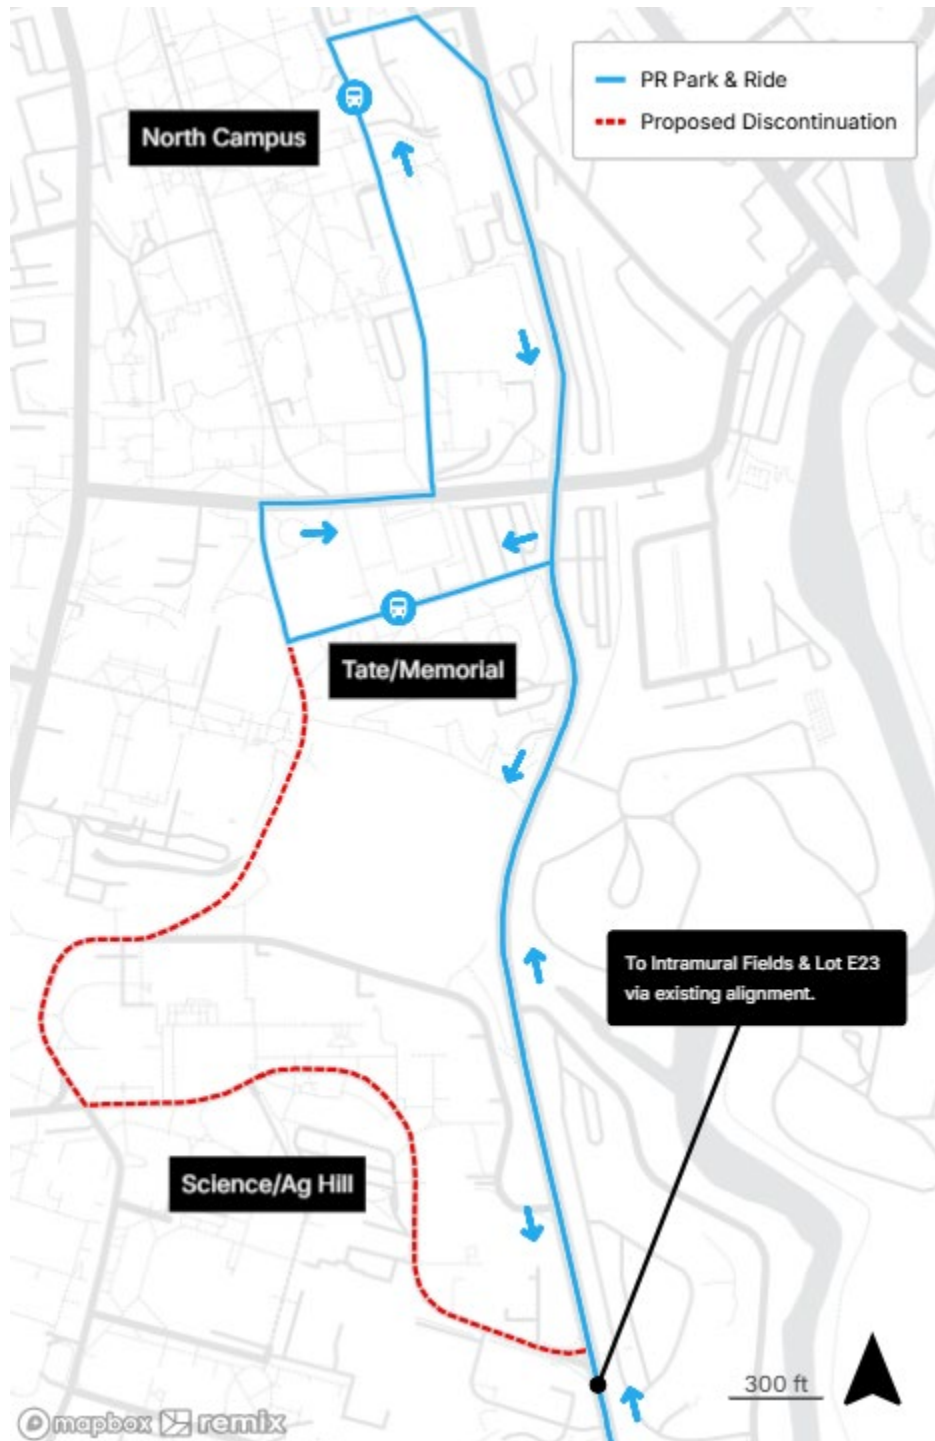 PR Park & Ride
Proposed Discontinuation
North Campus
Tate/Memorial
To Intramural Fields & Lot E23
via existing alignment.
Science/Ag Hill
300 ft
mapbox remix